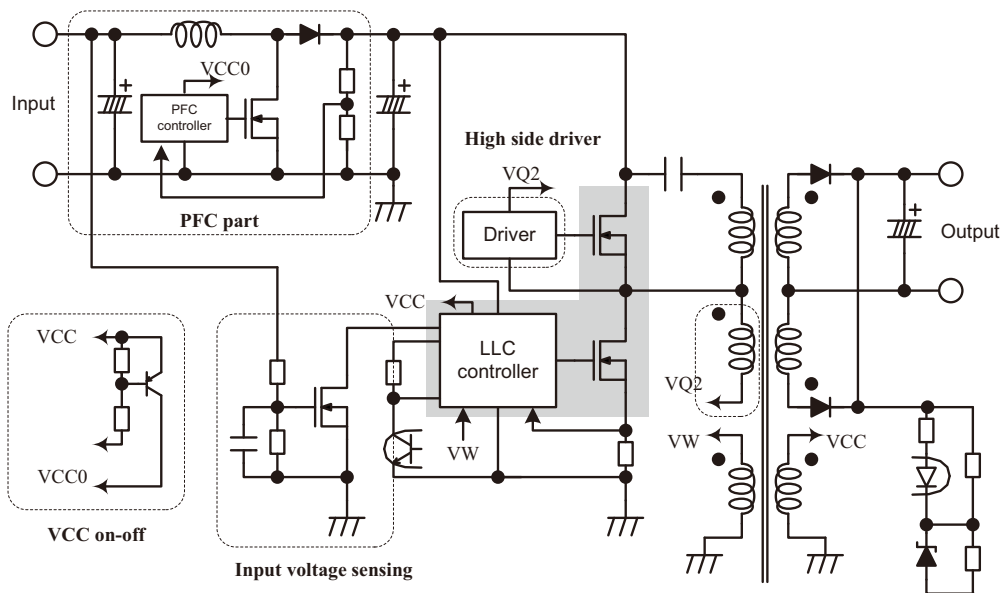 VCC0
Input
PFC
controller
PFC part
High side driver
VQ2
Driver
Output
VCC
LLC
controller
VW
VQ2
VW
VCC
VCC
VCC0
VCC on-off
Input voltage sensing